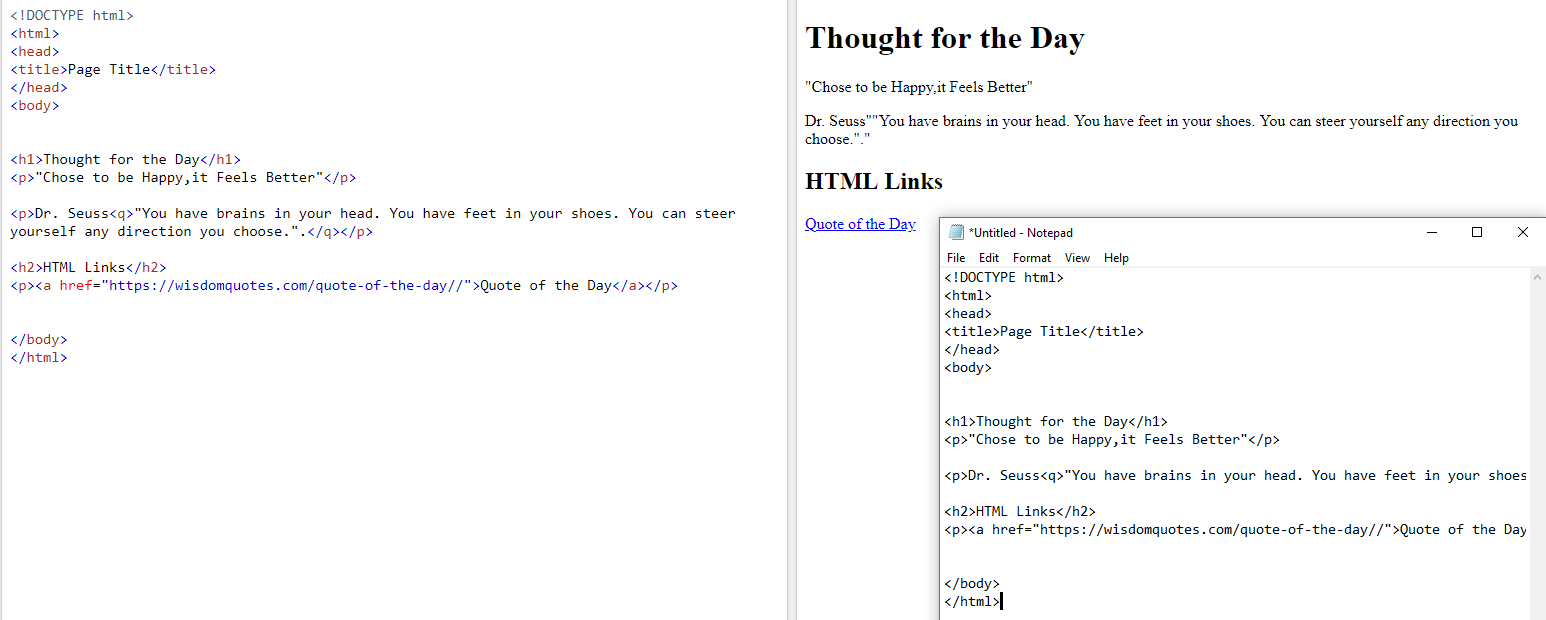 <!DOCTYPE html>
<html>
<head>
<title>Page Title</title>
</head>
<body>
<h1>Thought for the Day</h1>
<p>"Chose to be Happy,it Feels Better"</p>
<p>Dr. Seuss<q>"You have brains in your head. You have feet in your shoes. You can steer
yourself any direction you choose.".</q></p>
<h2>HTML Links</h2>
<p><a href="https://wisdomquotes.com/quote-of-the-day//">Quote of the Day</a></p>
</body>
</html>
Thought for the Day
"Chose to be Happy,it Feels Better"
Dr. Seuss""You have brains in your head. You have feet in your shoes. You can steer yourself any direction you
choose."."
HTML Links
Quote of the Day
*Untitled - Notepad
File Edit Format View Help
<!DOCTYPE html>
<html>
<head>
<title>Page Title</title>
</head>
<body>
<h1>Thought for the Day</h1>
<p>"Chose to be Happy,it Feels Better"</p>
<p>Dr. Seuss<q>"You have brains in your head. You have feet in your shoes
<h2>HTML Links</h2>
<p><a href="https://wisdomquotes.com/quote-of-the-day//">Quote of the Day
</body>
</html>